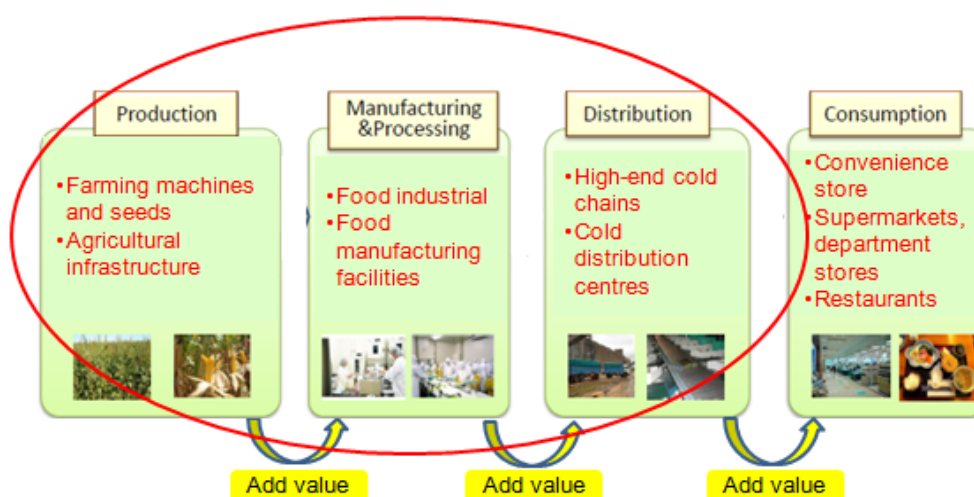 Production
•Farming machines
and seeds
•Agricultural
infrastructure
Manufacturing
&Processing
•Food industrial
•Food
manufacturing
facilities
Distribution
•High-end cold
chains
•Cold
distribution
centres
Consumption
•Convenience
store
•Supermarkets,
department
stores
•Restaurants
Add value
Add value
Add value